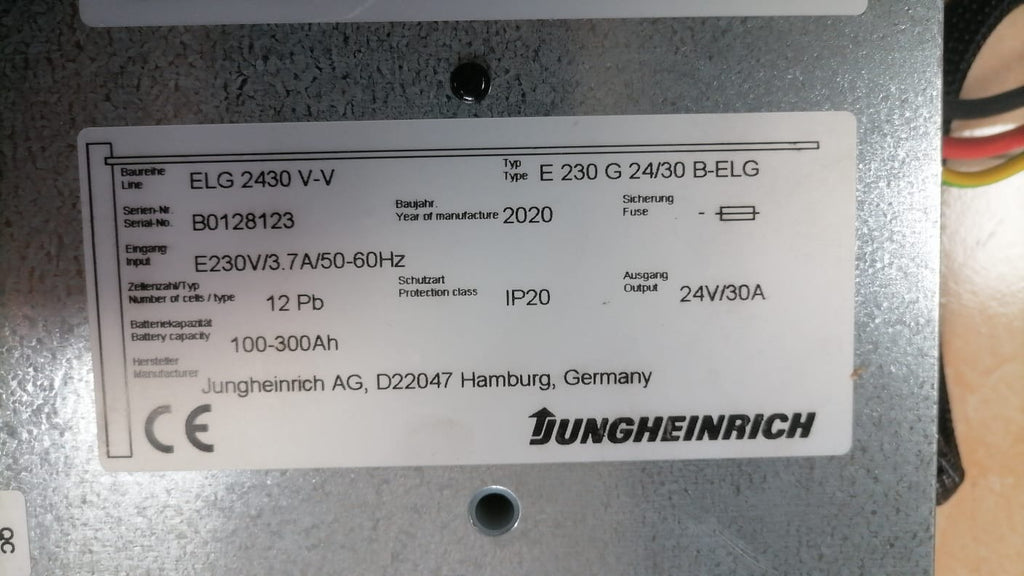 Baureihe
Line
ELG 2430 V-V
Typ
Type
E 230 G 24/30 B-ELG
Serien-Nr.
Serial-No.
B0128123
Baujahr.
Year of manufacture
2020
Sicherung
Fuse
-
Eingang
Input
E230V/3.7A/50-60Hz
Zellenzahl/Typ
Number of cells / type
12 Pb
Schutzart
Protection class
IP20
Ausgang
Output
24V/30A
Batteriekapazität
Battery capacity
100-300Ah
Hersteller
Manufacturer
Jungheinrich AG, D22047 Hamburg, Germany
CE
JUNGHEINRICH
QC